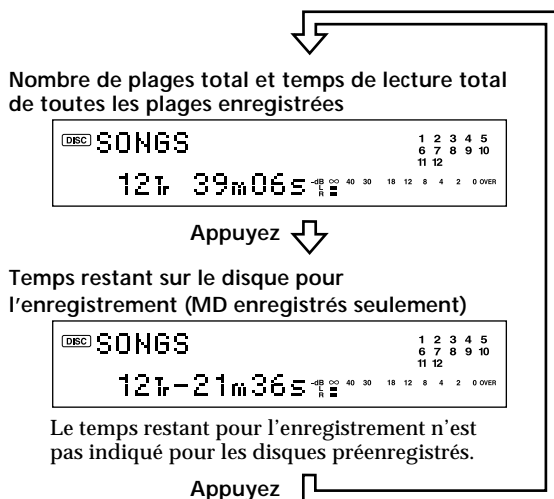 Nombre de plages total et temps de lecture total
de toutes les plages enregistrées
DISC SONGS
1 2 3 4 5
6 7 8 9 10
11 12
12Tr 39m06s -dB L R ∞ 40 30 18 12 8 4 2 0 OVER
Appuyez
Temps restant sur le disque pour
l'enregistrement (MD enregistrés seulement)
DISC SONGS
1 2 3 4 5
6 7 8 9 10
11 12
12Tr-21m36s -dB L R ∞ 40 30 18 12 8 4 2 0 OVER
Le temps restant pour l'enregistrement n'est
pas indiqué pour les disques préenregistrés.
Appuyez